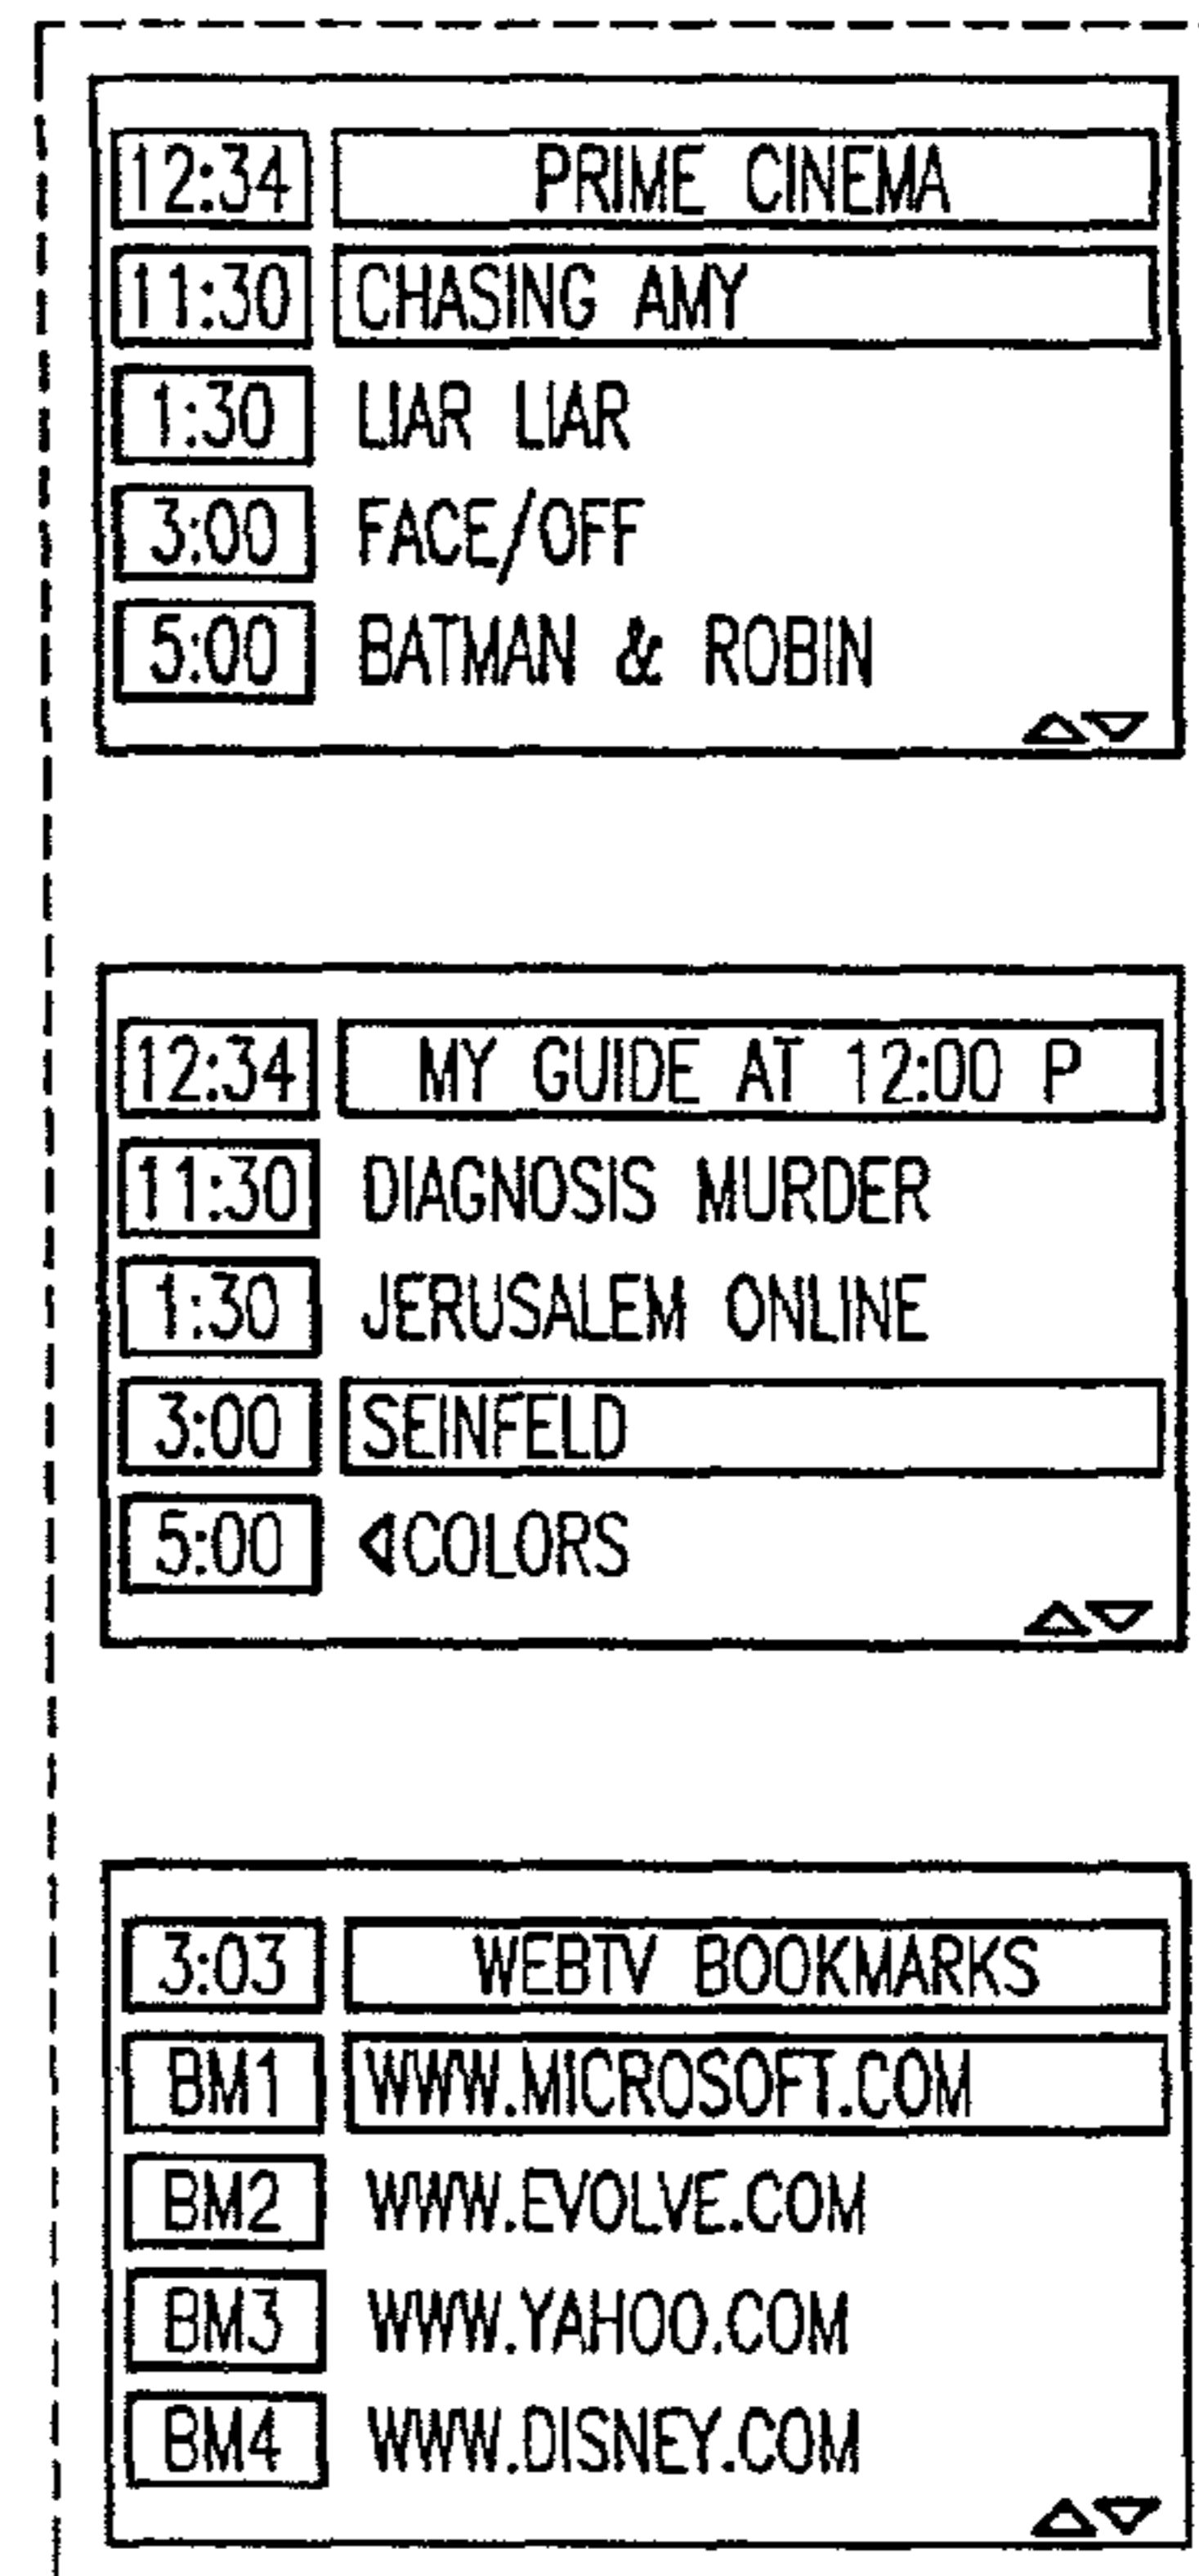 12:34 PRIME CINEMA
11:30 CHASING AMY
1:30 LIAR LIAR
3:00 FACE/OFF
5:00 BATMAN & ROBIN
12:34 MY GUIDE AT 12:00 P
11:30 DIAGNOSIS MURDER
1:30 JERUSALEM ONLINE
3:00 SEINFELD
5:00 COLORS
3:03 WEBTV BOOKMARKS
BM1 WWW.MICROSOFT.COM
BM2 WWW.EVOLVE.COM
BM3 WWW.YAHOO.COM
BM4 WWW.DISNEY.COM